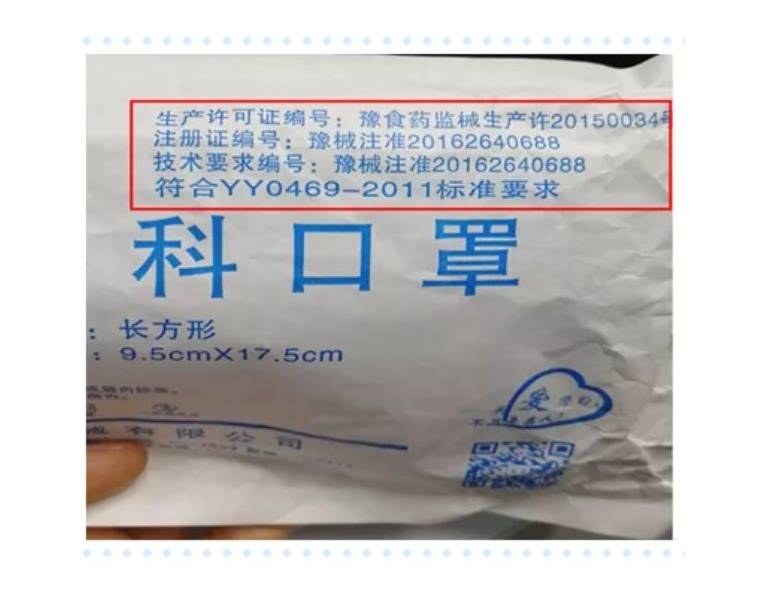 生产许可证编号：豫食药监械生产许20150034号
注册证编号：豫械注准20162640688
技术要求编号：豫械注准20162640688
符合YY0469-2011标准要求
科口罩
：长方形
：9.5cmX17.5cm
有限公司